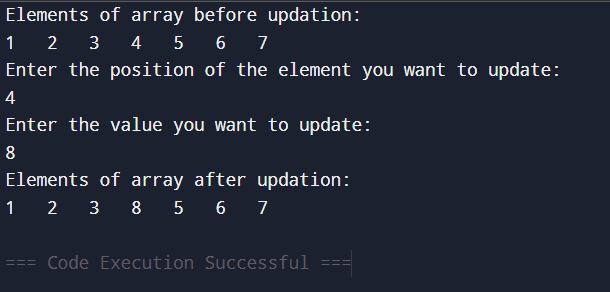 Elements of array before updation:
1   2   3   4   5   6   7
Enter the position of the element you want to update:
4
Enter the value you want to update:
8
Elements of array after updation:
1   2   3   8   5   6   7
=== Code Execution Successful ===